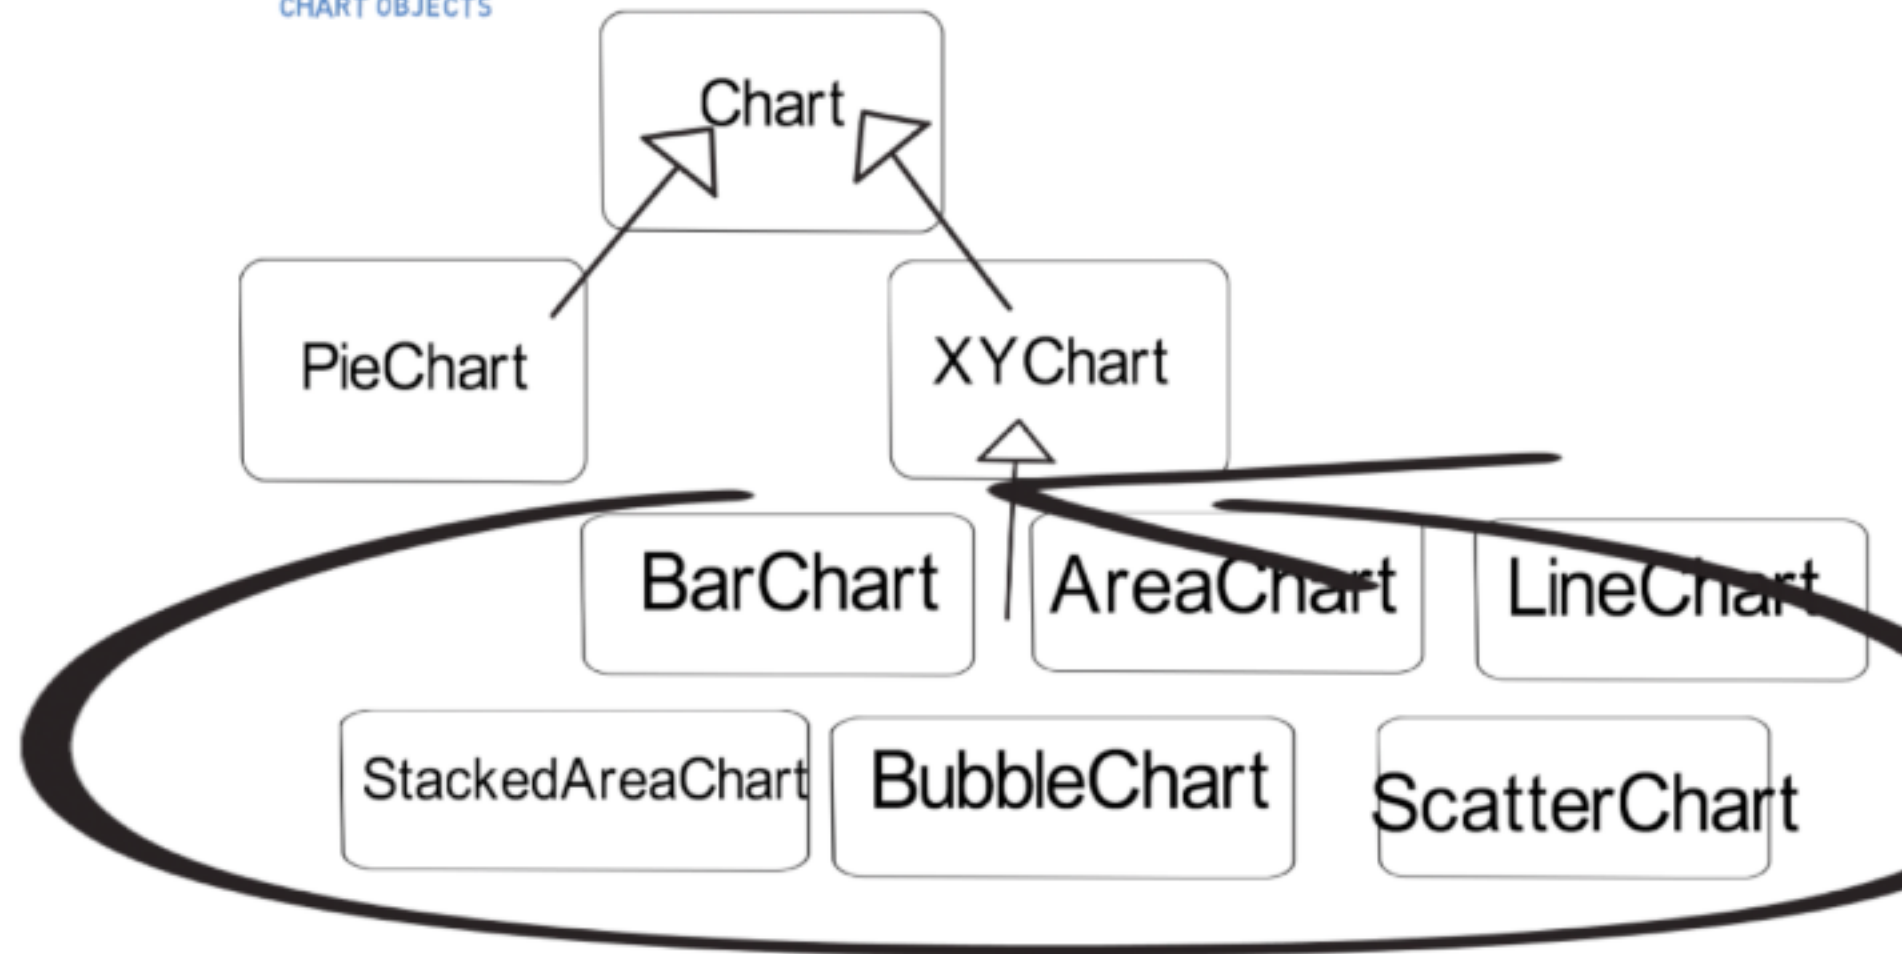 CHART OBJECTS
Chart
PieChart
XYChart
BarChart
AreaChart
LineChart
StackedAreaChart
BubbleChart
ScatterChart